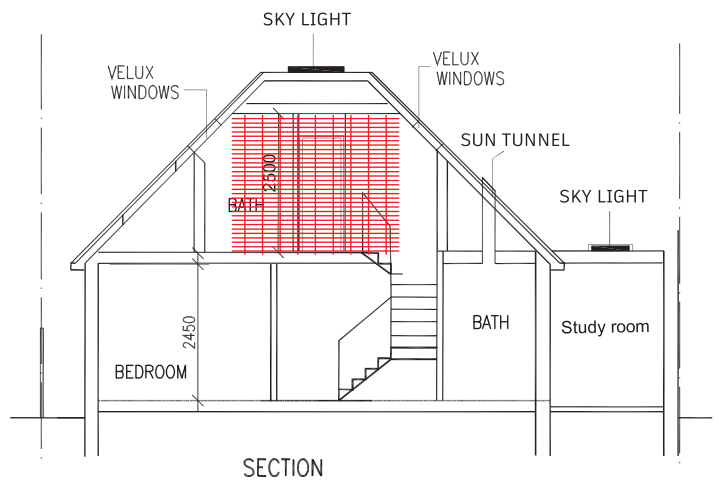 SKY LIGHT
VELUX
WINDOWS
VELUX
WINDOWS
SUN TUNNEL
SKY LIGHT
2500
BATH
2450
BATH
Study room
BEDROOM
SECTION